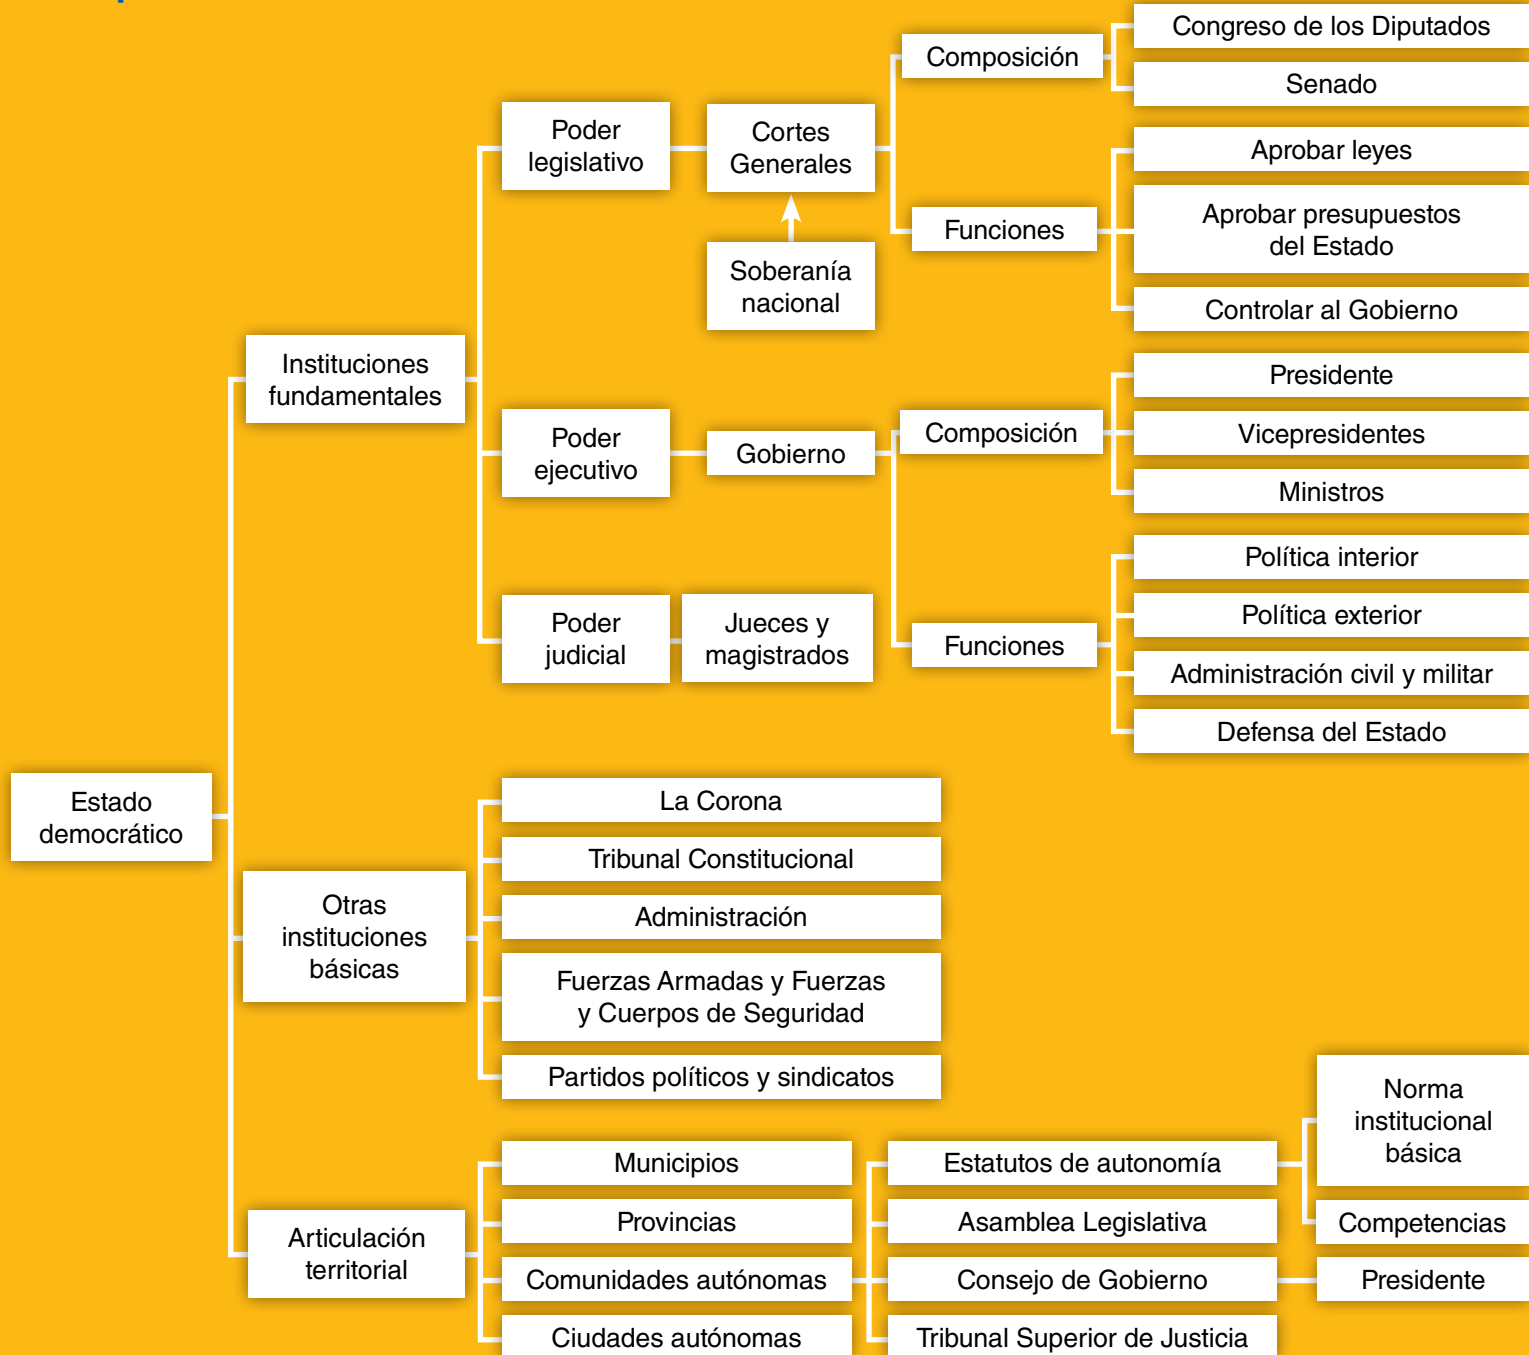 Congreso de los Diputados
Composición
Senado
Poder
legislativo
Cortes
Generales
Aprobar leyes
Aprobar presupuestos
del Estado
Funciones
Soberanía
nacional
Controlar al Gobierno
Instituciones
fundamentales
Presidente
Poder
ejecutivo
Gobierno
Composición
Vicepresidentes
Ministros
Política interior
Poder
judicial
Jueces y
magistrados
Política exterior
Funciones
Administración civil y militar
Defensa del Estado
Estado
democrático
La Corona
Tribunal Constitucional
Otras
instituciones
básicas
Administración
Fuerzas Armadas y Fuerzas
y Cuerpos de Seguridad
Partidos políticos y sindicatos
Norma
institucional
básica
Municipios
Estatutos de autonomía
Articulación
territorial
Provincias
Asamblea Legislativa
Competencias
Comunidades autónomas
Consejo de Gobierno
Presidente
Ciudades autónomas
Tribunal Superior de Justicia